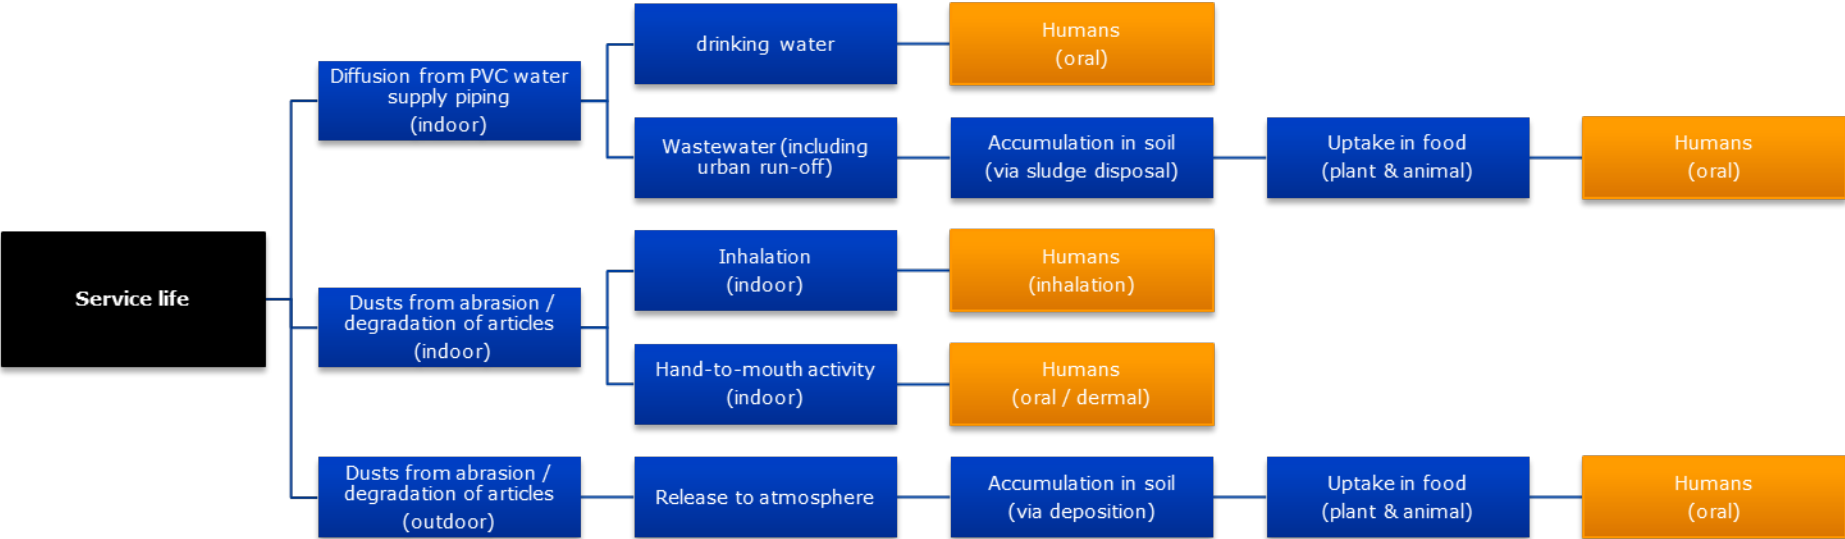 Service life
Diffusion from PVC water
supply piping
(indoor)
drinking water
Humans
(oral)
Wastewater (including
urban run-off)
Accumulation in soil
(via sludge disposal)
Uptake in food
(plant & animal)
Humans
(oral)
Dusts from abrasion /
degradation of articles
(indoor)
Inhalation
(indoor)
Humans
(inhalation)
Hand-to-mouth activity
(indoor)
Humans
(oral / dermal)
Dusts from abrasion /
degradation of articles
(outdoor)
Release to atmosphere
Accumulation in soil
(via deposition)
Uptake in food
(plant & animal)
Humans
(oral)